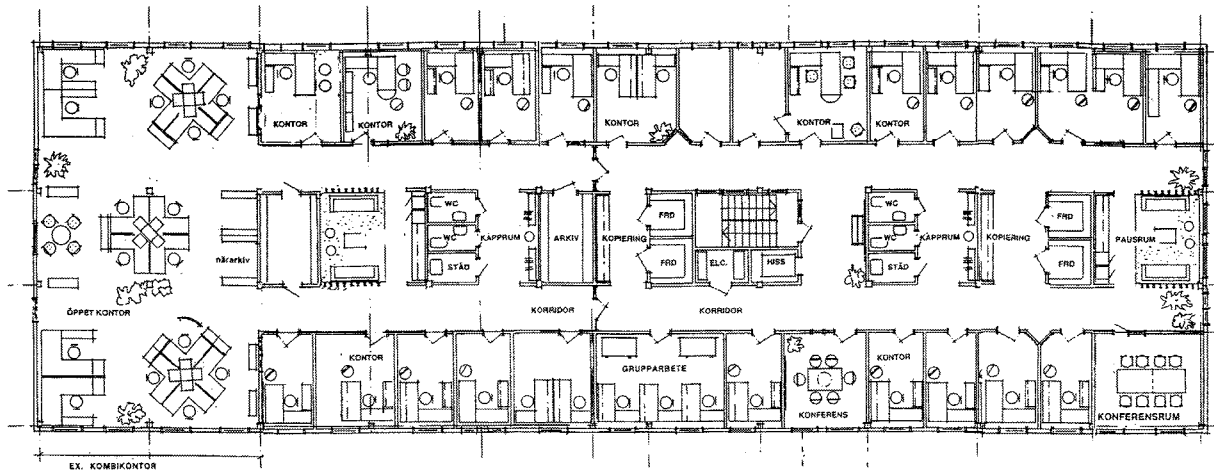 KONTOR
KONTOR
KONTOR
KONTOR
KONTOR
WC
WC
STÄD
KAPPRUM
ARKIV
KOPIERING
FRD
FRD
ELC.
HISS
WC
WC
STÄD
KAPPRUM
KOPIERING
FRD
FRD
PAUSRUM
närarkiv
ÖPPET KONTOR
KORRIDOR
KORRIDOR
KONTOR
GRUPPARBETE
KONFERENS
KONTOR
KONFERENSRUM
EX. KOMBIKONTOR